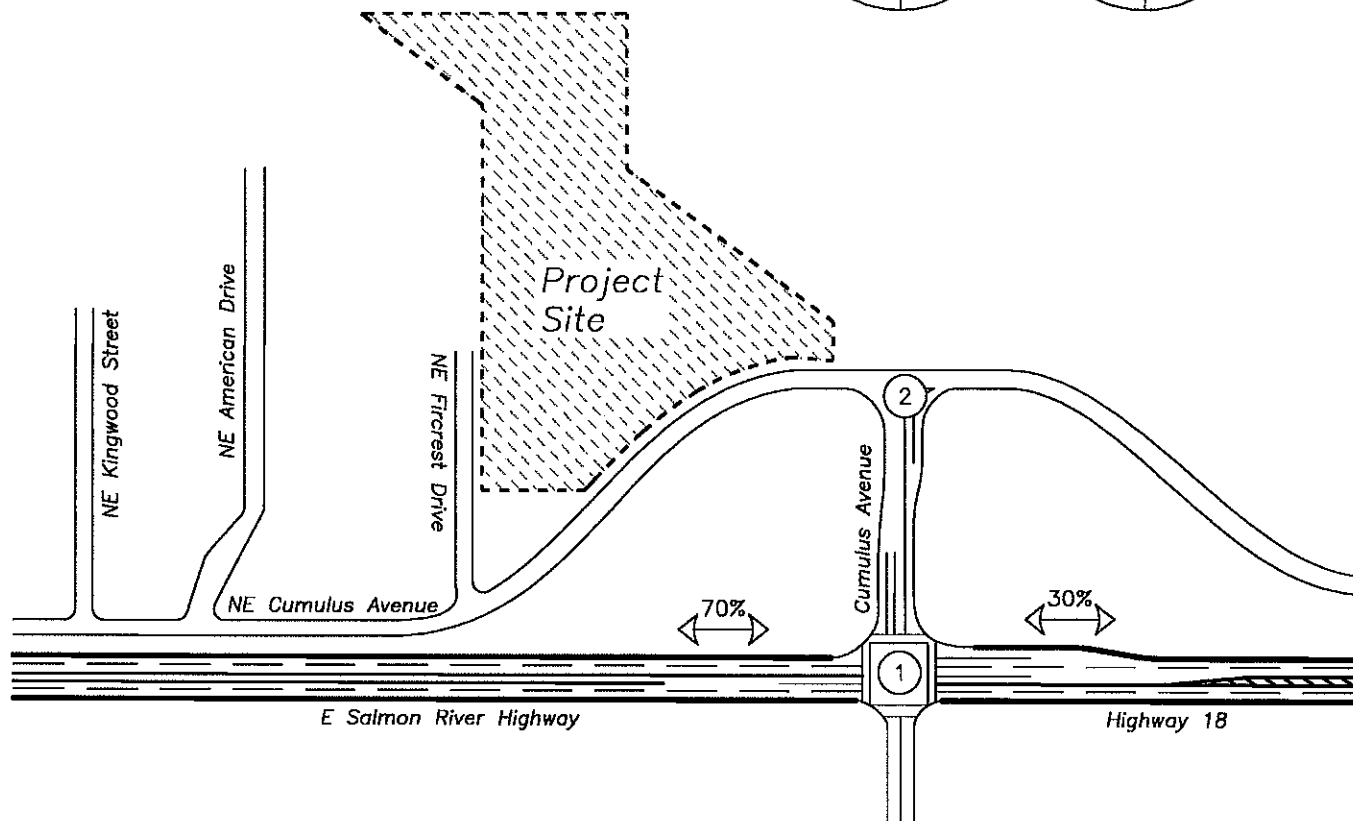 NE Kingwood Street
NE American Drive
NE Fircrest Drive
Project
Site
2
Cumulus Avenue
NE Cumulus Avenue
70%
30%
1
E Salmon River Highway
Highway 18